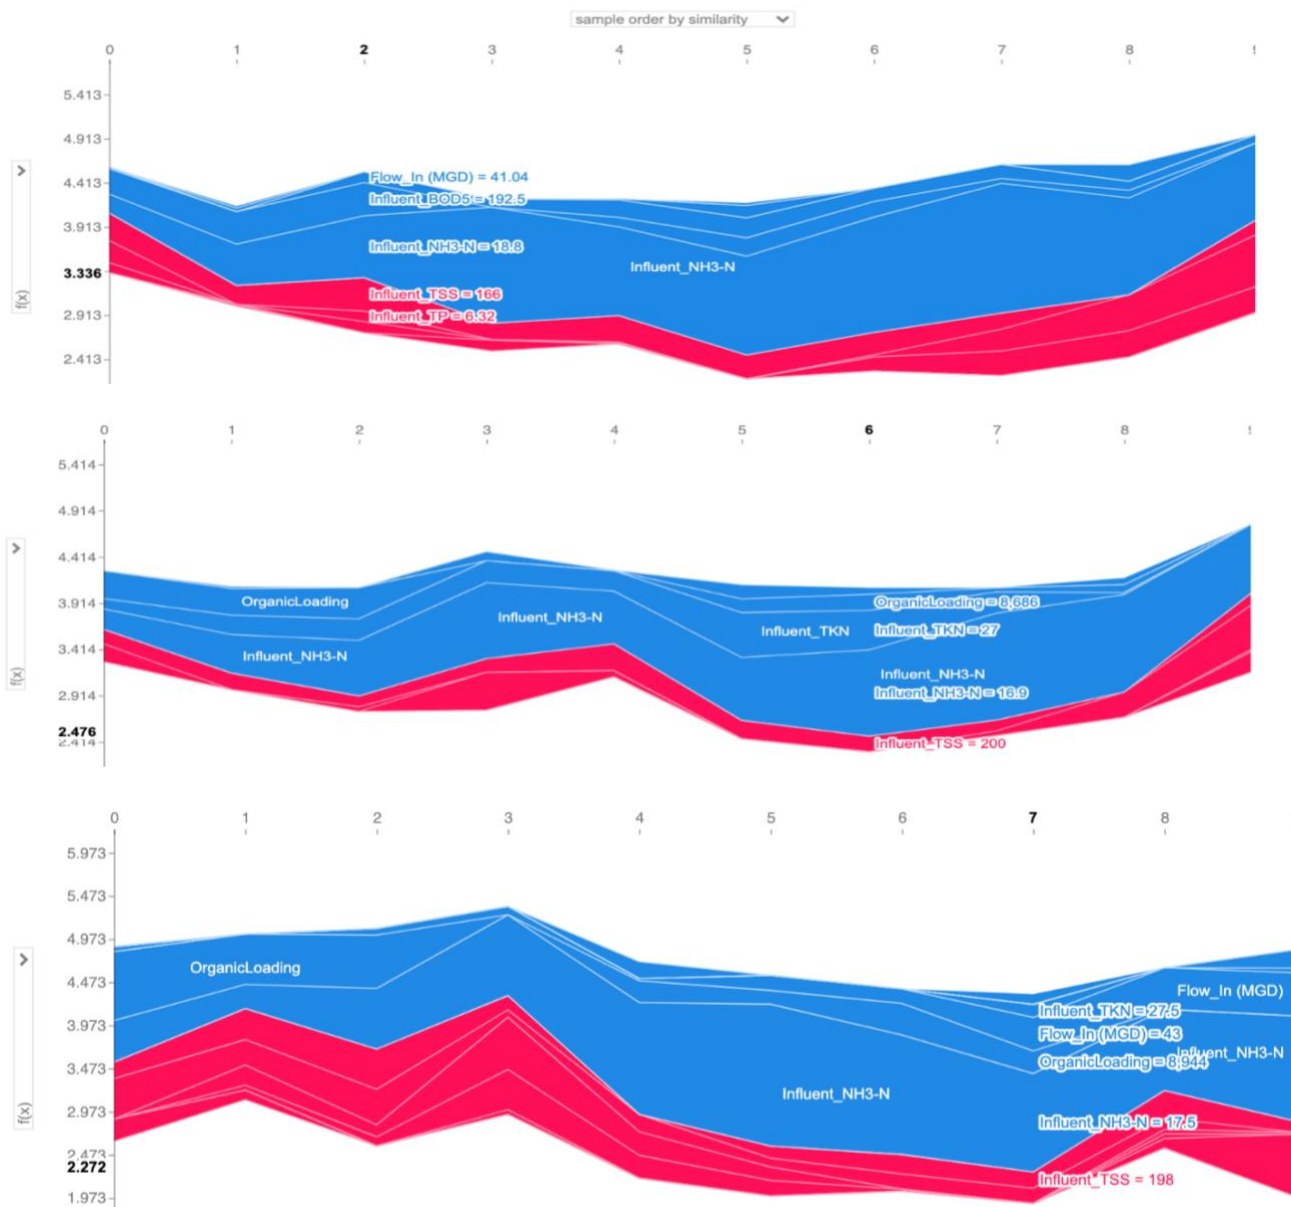 sample order by similarity
0 1 2 3 4 5 6 7 8
5.413
4.913
4.413
3.913
3.336
2.913
2.413
f(x)
Flow_In (MGD) = 41.04
Influent_BOD5 = 192.5
Influent_NH3-N = 18.8
Influent_NH3-N
Influent_TSS = 166
Influent_TP = 6.32
0 1 2 3 4 5 6 7 8
5.414
4.914
4.414
3.914
3.414
2.914
2.476
2.414
f(x)
OrganicLoading
Influent_NH3-N
Influent_NH3-N
Influent_TKN
OrganicLoading = 8,686
Influent_TKN = 27
Influent_NH3-N
Influent_NH3-N = 16.9
Influent_TSS = 200
0 1 2 3 4 5 6 7 8
5.973
5.473
4.973
4.473
3.973
3.473
2.973
2.473
2.272
1.973
f(x)
OrganicLoading
Flow_In (MGD)
Influent_TKN = 27.5
Flow_In (MGD) = 43
Influent_NH3-N
OrganicLoading = 8,944
Influent_NH3-N
Influent_NH3-N = 17.5
Influent_TSS = 198